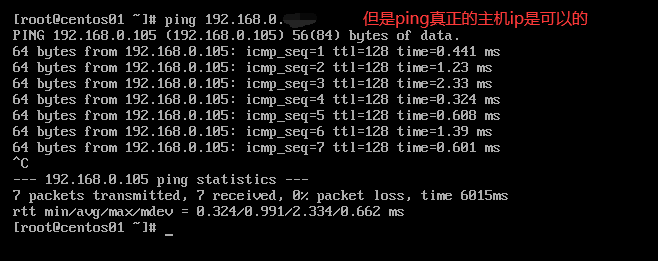 [root@centos01 ~]# ping 192.168.0. 但是ping真正的主机ip是可以的
PING 192.168.0.105 (192.168.0.105) 56(84) bytes of data.
64 bytes from 192.168.0.105: icmp_seq=1 ttl=128 time=0.441 ms
64 bytes from 192.168.0.105: icmp_seq=2 ttl=128 time=1.23 ms
64 bytes from 192.168.0.105: icmp_seq=3 ttl=128 time=2.33 ms
64 bytes from 192.168.0.105: icmp_seq=4 ttl=128 time=0.324 ms
64 bytes from 192.168.0.105: icmp_seq=5 ttl=128 time=0.608 ms
64 bytes from 192.168.0.105: icmp_seq=6 ttl=128 time=1.39 ms
64 bytes from 192.168.0.105: icmp_seq=7 ttl=128 time=0.601 ms
^C
--- 192.168.0.105 ping statistics ---
7 packets transmitted, 7 received, 0% packet loss, time 6015ms
rtt min/avg/max/mdev = 0.324/0.991/2.334/0.662 ms
[root@centos01 ~]# _